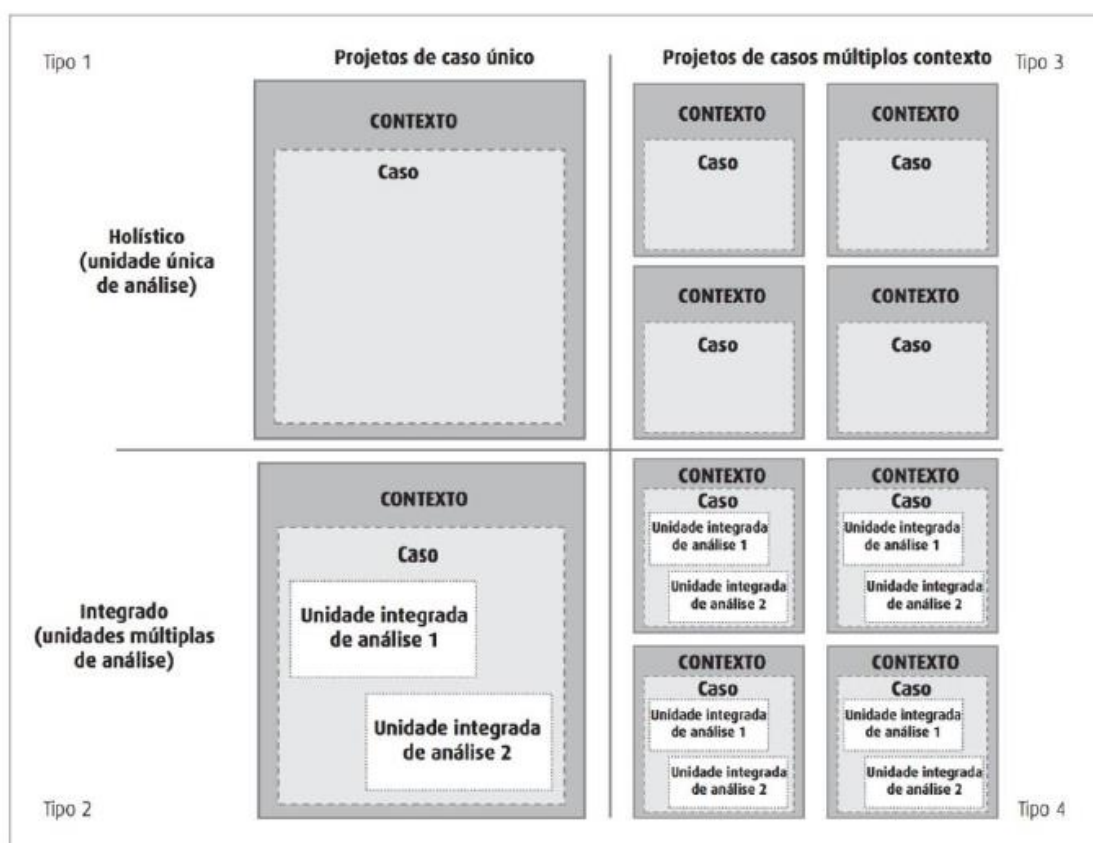 Tipo 1
Projetos de caso único
Projetos de casos múltiplos contexto
Tipo 3
CONTEXTO
Caso
Holístico
(unidade única
de análise)
CONTEXTO
Caso
CONTEXTO
Caso
CONTEXTO
Caso
CONTEXTO
Caso
Integrado
(unidades múltiplas
de análise)
CONTEXTO
Caso
Unidade integrada
de análise 1
Unidade integrada
de análise 2
CONTEXTO
Caso
Unidade integrada
de análise 1
Unidade integrada
de análise 2
CONTEXTO
Caso
Unidade integrada
de análise 1
Unidade integrada
de análise 2
CONTEXTO
Caso
Unidade integrada
de análise 1
Unidade integrada
de análise 2
CONTEXTO
Caso
Unidade integrada
de análise 1
Unidade integrada
de análise 2
Tipo 2
Tipo 4